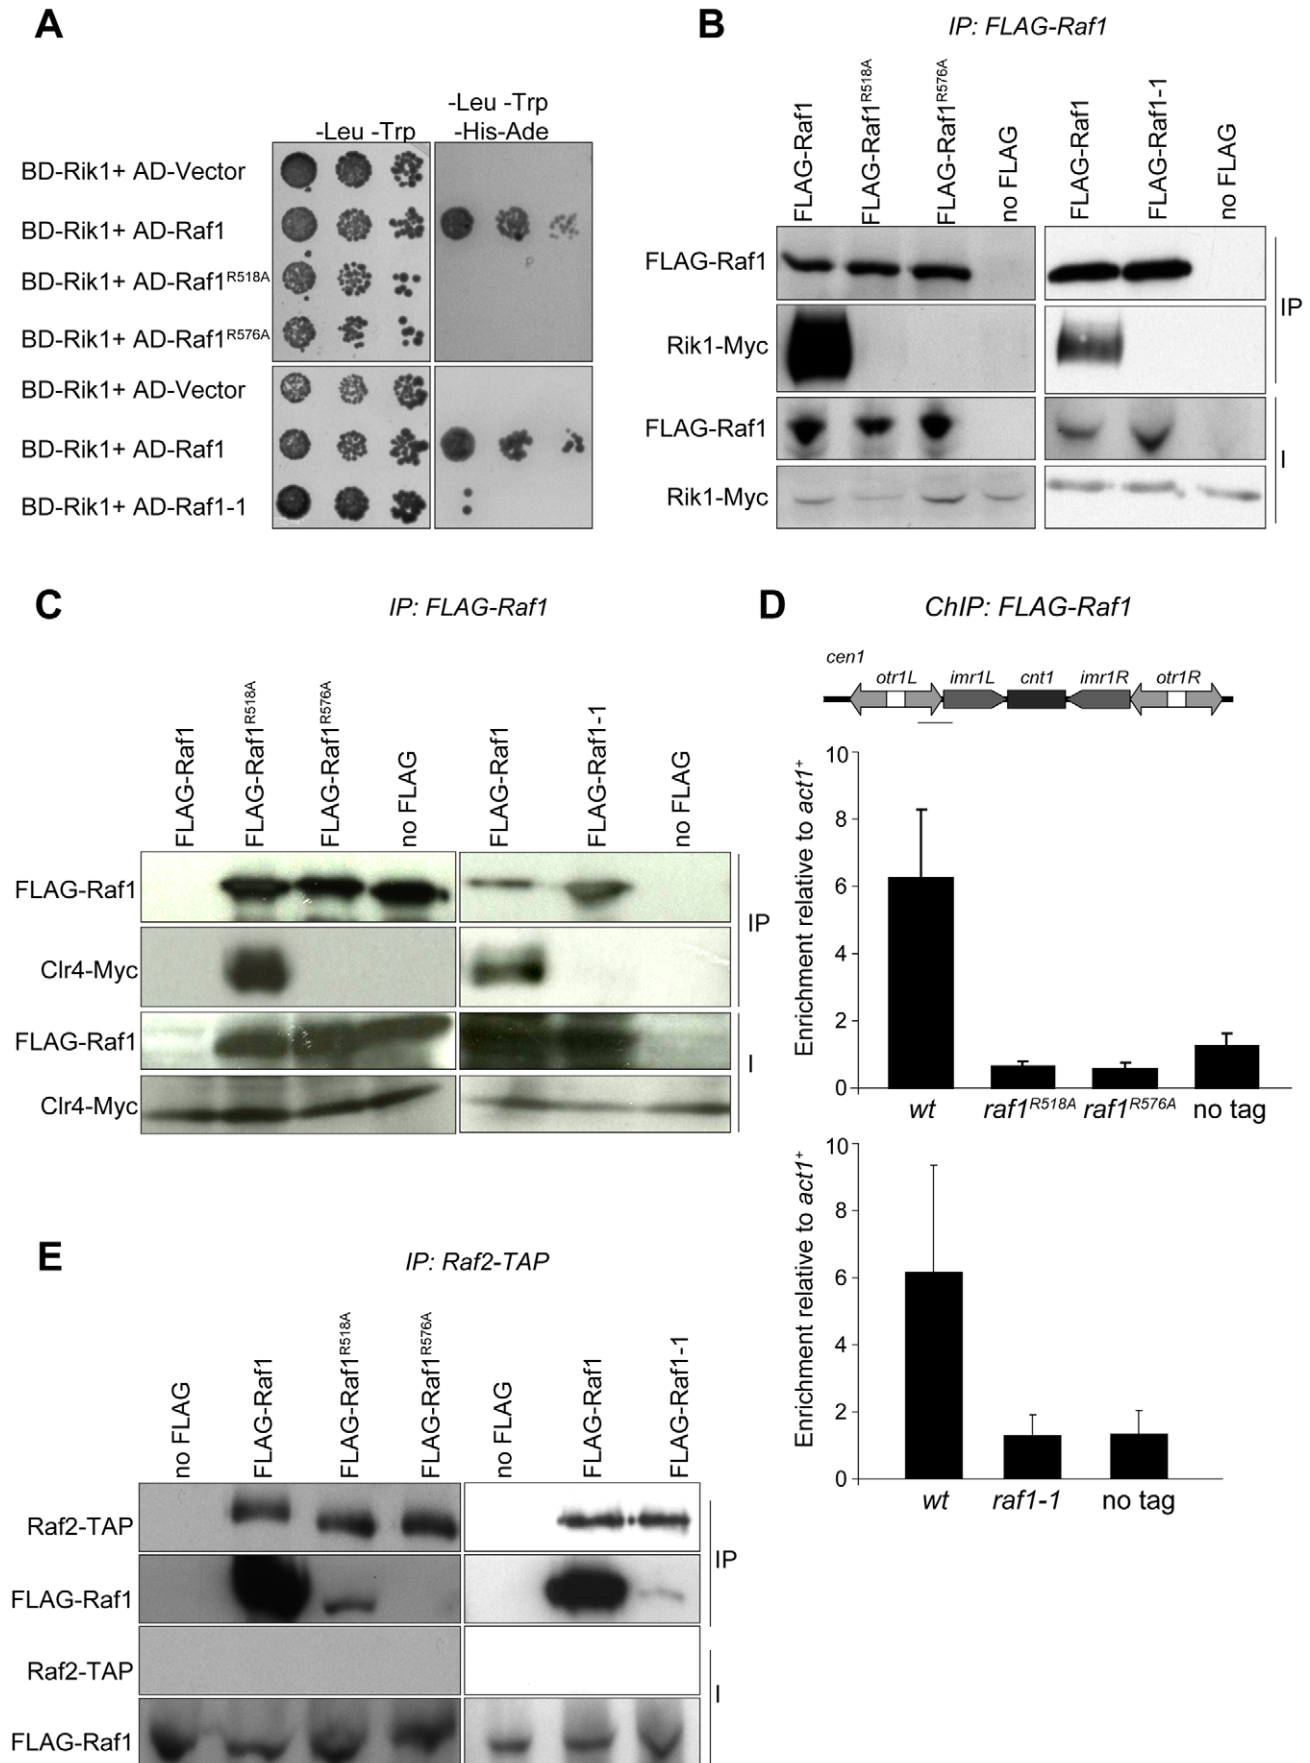 A
-Leu -Trp
-Leu -Trp
-His-Ade
BD-Rik1+ AD-Vector
BD-Rik1+ AD-Raf1
BD-Rik1+ AD-Raf1R518A
BD-Rik1+ AD-Raf1R576A
BD-Rik1+ AD-Vector
BD-Rik1+ AD-Raf1
BD-Rik1+ AD-Raf1-1
B
IP: FLAG-Raf1
FLAG-Raf1
FLAG-Raf1R518A
FLAG-Raf1R576A
no FLAG
FLAG-Raf1
FLAG-Raf1-1
no FLAG
FLAG-Raf1
Rik1-Myc
IP
FLAG-Raf1
Rik1-Myc
I
C
IP: FLAG-Raf1
FLAG-Raf1
FLAG-Raf1R518A
FLAG-Raf1R576A
no FLAG
FLAG-Raf1
FLAG-Raf1-1
no FLAG
FLAG-Raf1
Clr4-Myc
IP
FLAG-Raf1
Clr4-Myc
I
D
ChIP: FLAG-Raf1
cen1
otr1L imr1L cnt1 imr1R otr1R
Enrichment relative to act1+
10
8
6
4
2
0
wt raf1R518A raf1R576A no tag
Enrichment relative to act1+
10
8
6
4
2
0
wt raf1-1 no tag
E
IP: Raf2-TAP
no FLAG
FLAG-Raf1
FLAG-Raf1R518A
FLAG-Raf1R576A
no FLAG
FLAG-Raf1
FLAG-Raf1-1
Raf2-TAP
FLAG-Raf1
IP
Raf2-TAP
FLAG-Raf1
I